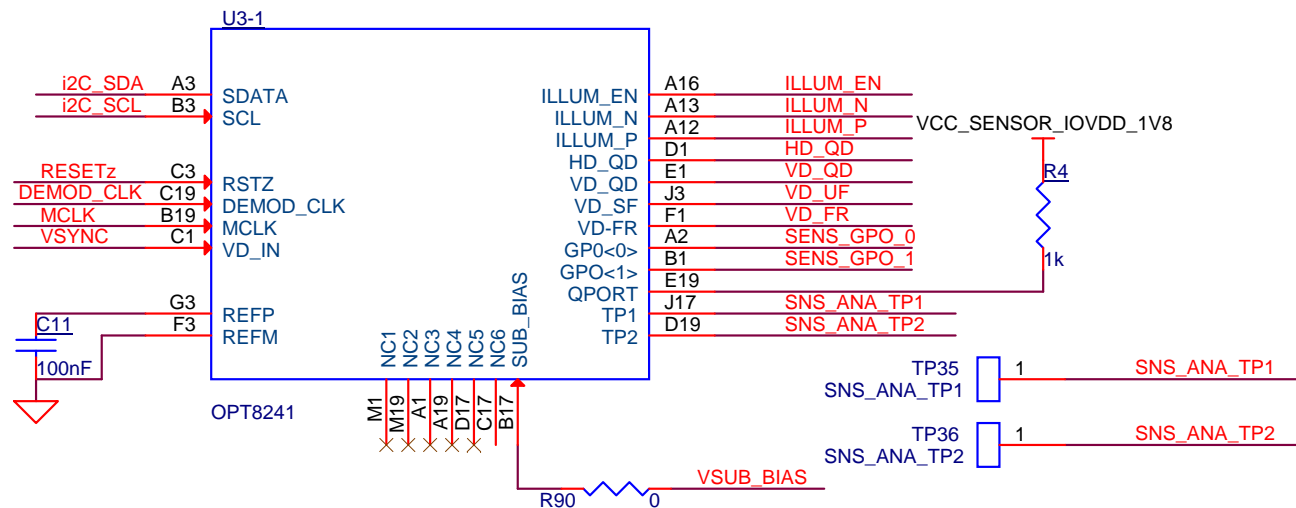 U3-1
i2C_SDA A3 SDATA
i2C_SCL B3 SCL
RESETz C3 RSTZ
DEMOD_CLK C19 DEMOD_CLK
MCLK B19 MCLK
VSYNC C1 VD_IN
G3 REFP
F3 REFM
C11
100nF
ILLUM_EN A16 ILLUM_EN
ILLUM_N A13 ILLUM_N
ILLUM_P A12 ILLUM_P
HD_QD D1 HD_QD
VD_QD E1 VD_QD
VD_SF J3 VD_UF
VD-FR F1 VD_FR
GP0<0> A2 SENS_GPO_0
GPO<1> B1 SENS_GPO_1
QPORT E19
TP1 J17 SNS_ANA_TP1
TP2 D19 SNS_ANA_TP2
VCC_SENSOR_IOVDD_1V8
R4
1k
NC1
NC2
NC3
NC4
NC5
NC6
SUB_BIAS
M1
M19
A1
A19
D17
C17
B17
OPT8241
R90 0
VSUB_BIAS
TP35 1 SNS_ANA_TP1
SNS_ANA_TP1
TP36 1 SNS_ANA_TP2
SNS_ANA_TP2